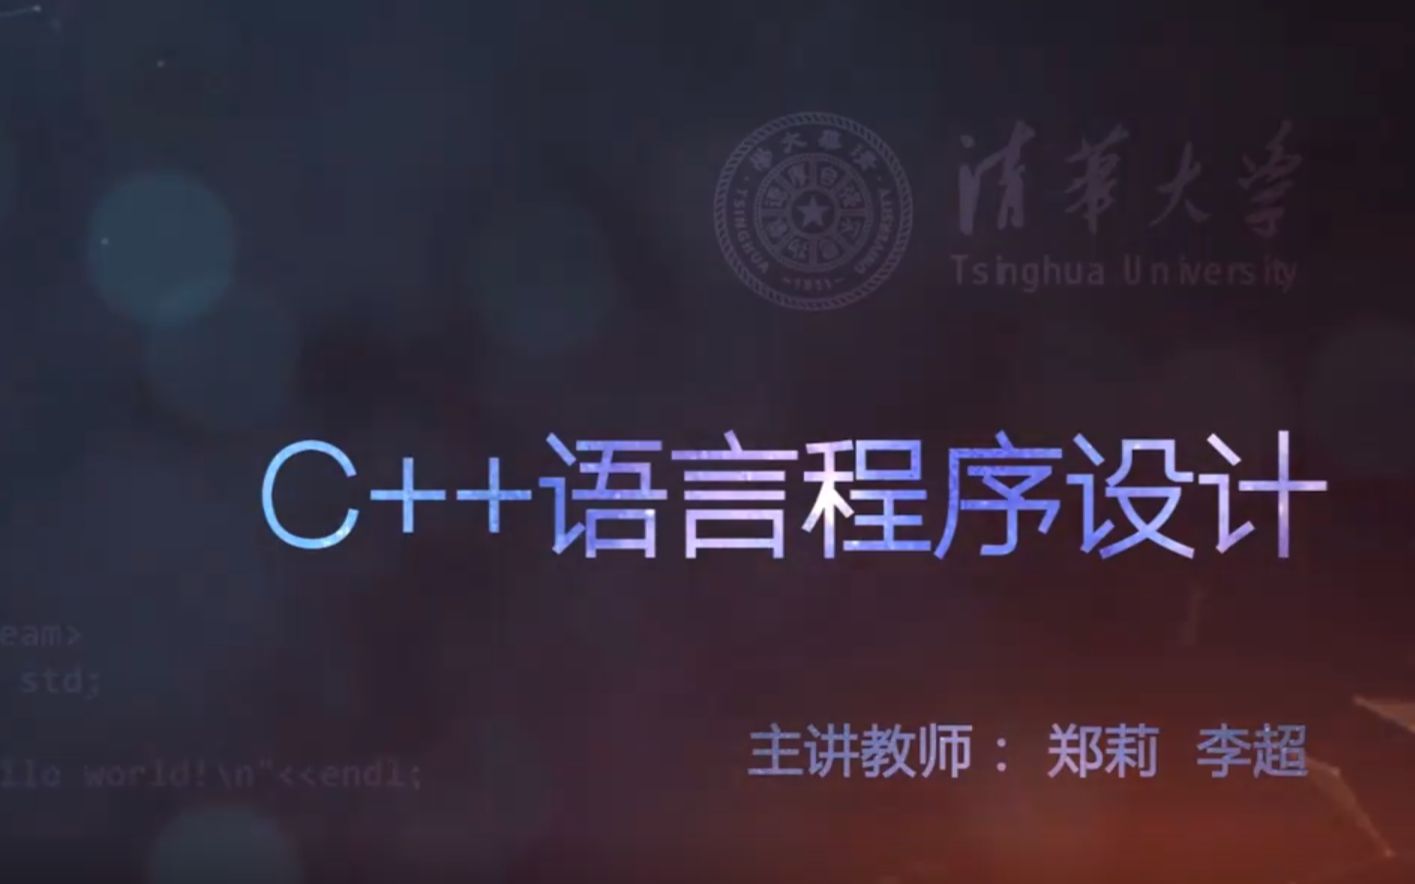 清華大学
Tsinghua University
TSINGHUA UNIVERSITY
-1911-
C++语言程序设计
eam>
std;
llo world!\n"<<endl;
主讲教师： 郑莉 李超